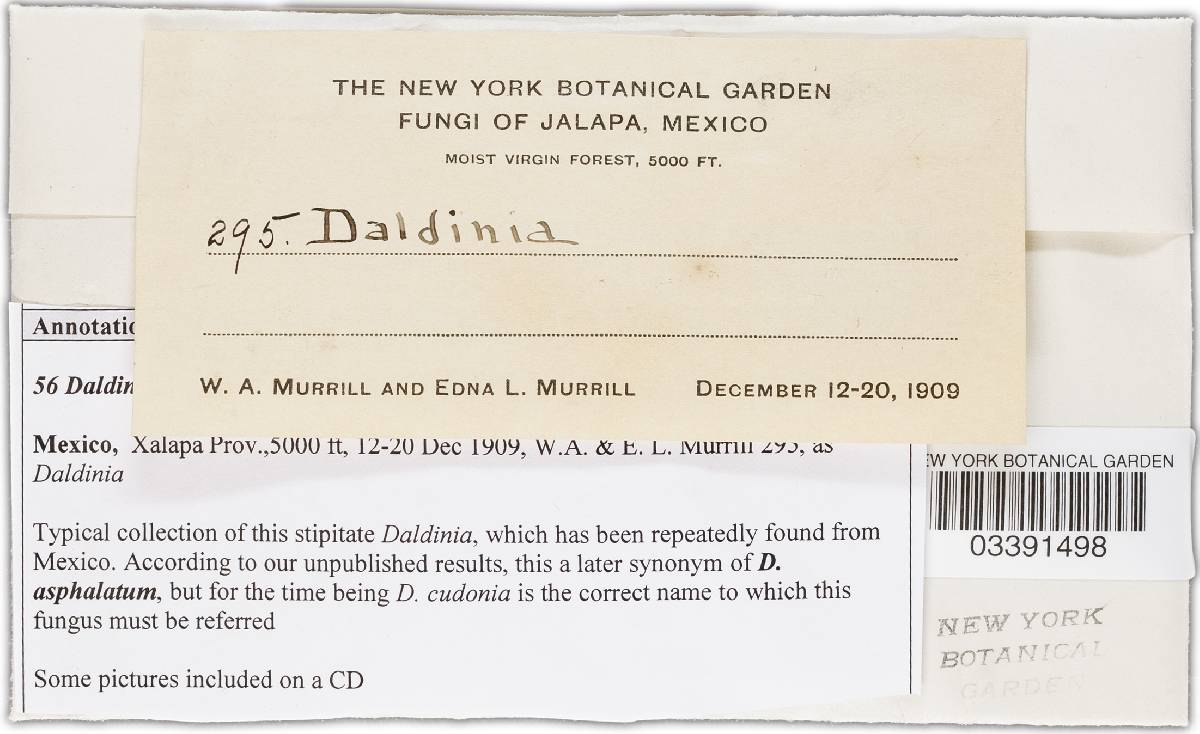 THE NEW YORK BOTANICAL GARDEN
FUNGI OF JALAPA, MEXICO
MOIST VIRGIN FOREST, 5000 FT.
295. Daldinia
W. A. MURRILL AND EDNA L. MURRILL DECEMBER 12-20, 1909
Annotatio
56 Daldin
Mexico, Xalapa Prov.,5000 ft, 12-20 Dec 1909, W.A. & E. L. Murrill 295, as
Daldinia
Typical collection of this stipitate Daldinia, which has been repeatedly found from
Mexico. According to our unpublished results, this a later synonym of D.
asphalatum, but for the time being D. cudonia is the correct name to which this
fungus must be referred
Some pictures included on a CD
EW YORK BOTANICAL GARDEN
03391498
NEW YORK
BOTANICAL
GARDEN